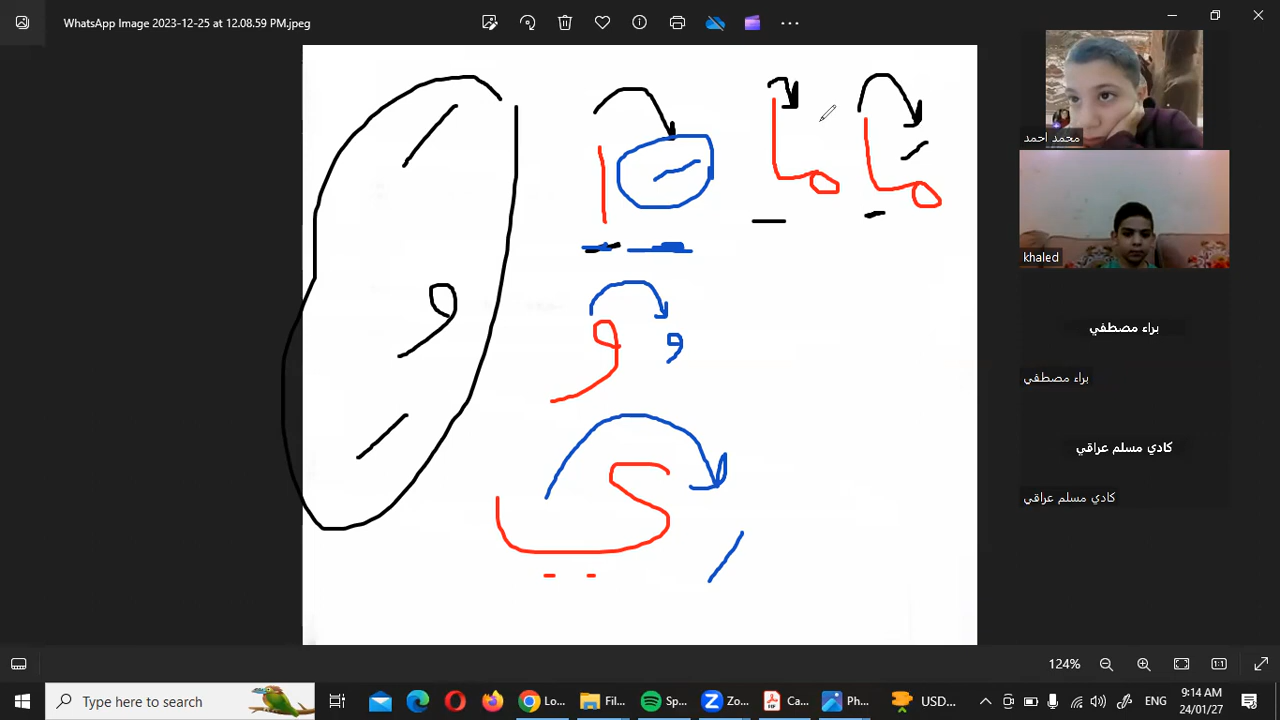 WhatsApp Image 2023-12-25 at 12.08.59 PM.jpeg
محمد احمد
khaled
براء مصطفي
براء مصطفي
كادي مسلم عراقي
كادي مسلم عراقي
ا
و و
ي
و
124%
1:1
Type here to search
Lo...
Fil...
Sp...
Zo...
Ca...
Ph...
USD...
ENG
9:14 AM
24/01/27